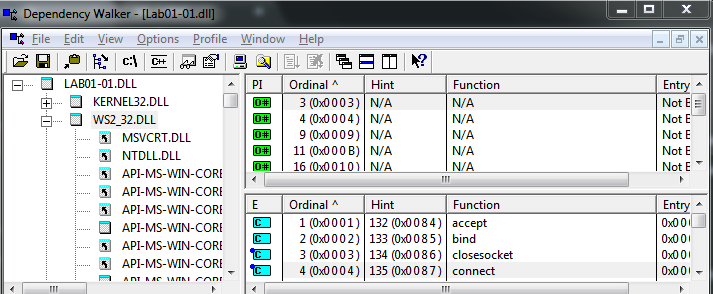 Dependency Walker - [Lab01-01.dll]
File Edit View Options Profile Window Help
c:\ C++
LAB01-01.DLL
KERNEL32.DLL
WS2_32.DLL
MSVCRT.DLL
NTDLL.DLL
API-MS-WIN-CORE
API-MS-WIN-CORE
API-MS-WIN-CORE
API-MS-WIN-CORE
API-MS-WIN-CORE
API-MS-WIN-CORE
PI Ordinal ^ Hint Function Entry
O# 3 (0x0003) N/A N/A Not B
O# 4 (0x0004) N/A N/A Not B
O# 9 (0x0009) N/A N/A Not B
O# 11 (0x000B) N/A N/A Not B
O# 16 (0x0010) N/A N/A Not B
E Ordinal ^ Hint Function Entry
C 1 (0x0001) 132 (0x0084) accept 0x000
C 2 (0x0002) 133 (0x0085) bind 0x000
C 3 (0x0003) 134 (0x0086) closesocket 0x000
C 4 (0x0004) 135 (0x0087) connect 0x000